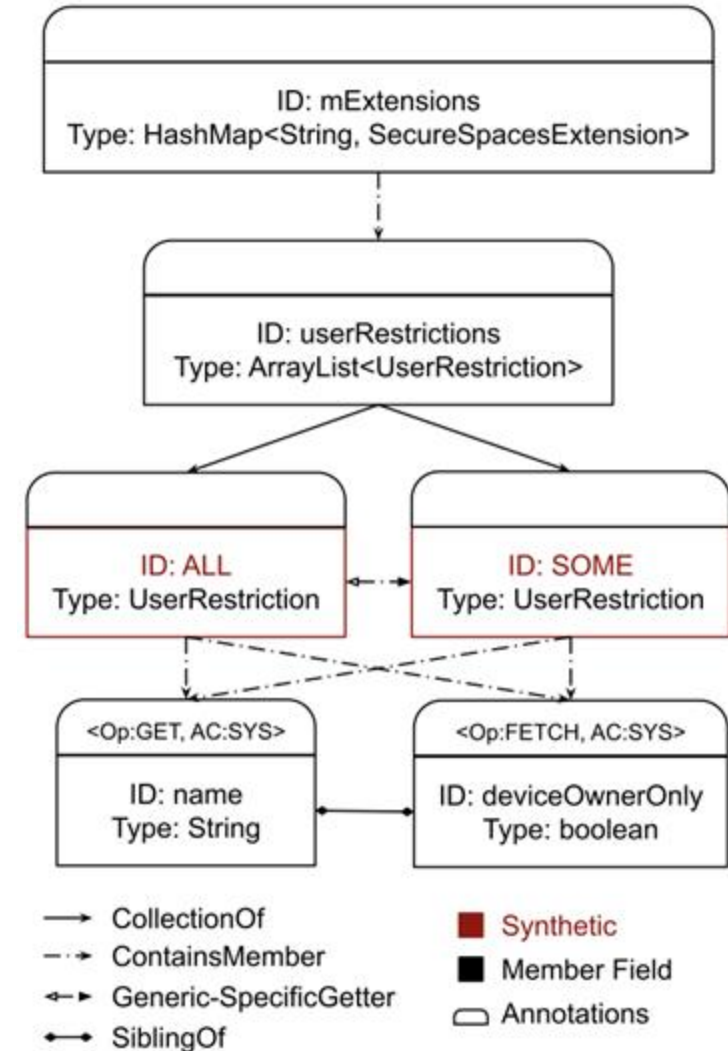 ID: mExtensions
Type: HashMap<String, SecureSpacesExtension>
ID: userRestrictions
Type: ArrayList<UserRestriction>
ID: ALL
Type: UserRestriction
ID: SOME
Type: UserRestriction
<Op:GET, AC:SYS>
ID: name
Type: String
<Op:FETCH, AC:SYS>
ID: deviceOwnerOnly
Type: boolean
CollectionOf
ContainsMember
Generic-SpecificGetter
SiblingOf
Synthetic
Member Field
Annotations